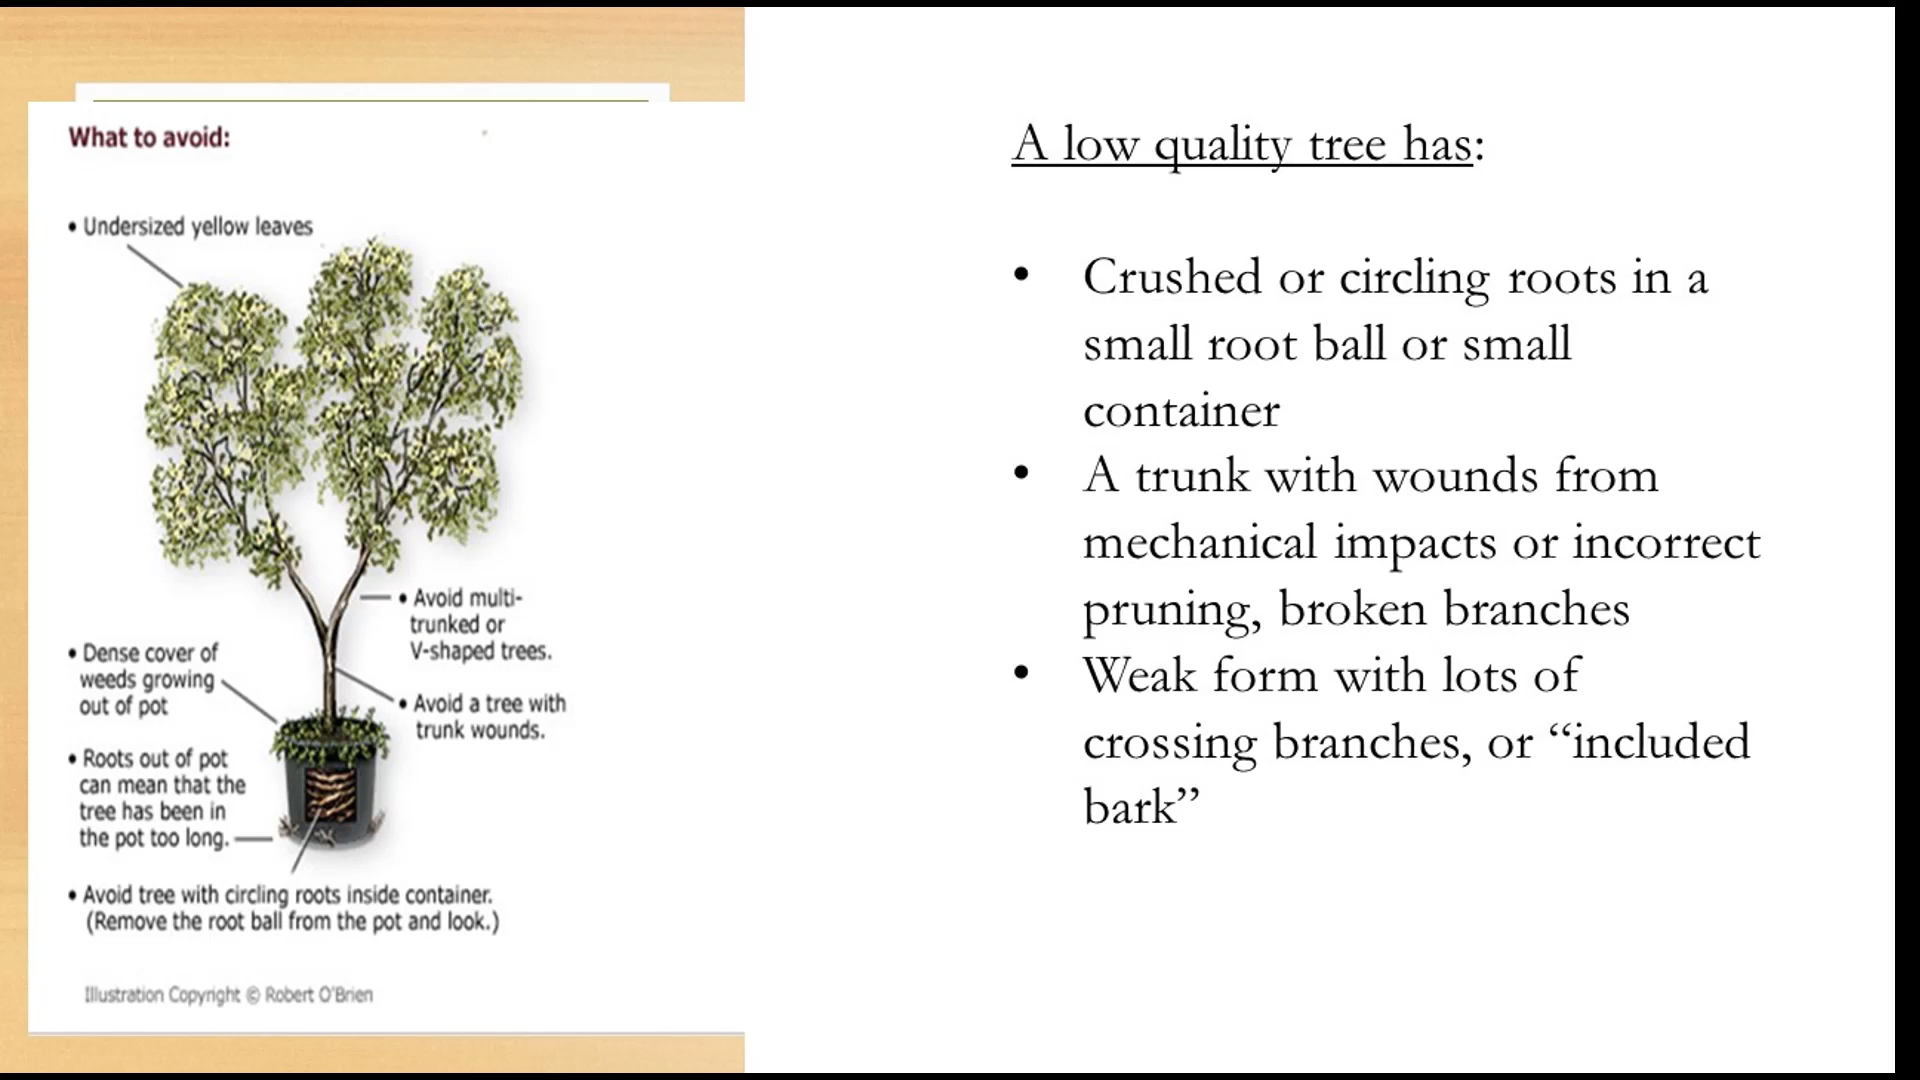 What to avoid:
• Undersized yellow leaves
• Avoid multi-
trunked or
V-shaped trees.
• Dense cover of
weeds growing
out of pot
• Avoid a tree with
trunk wounds.
• Roots out of pot
can mean that the
tree has been in
the pot too long.
• Avoid tree with circling roots inside container.
(Remove the root ball from the pot and look.)
Illustration Copyright © Robert O'Brien
A low quality tree has:
• Crushed or circling roots in a
small root ball or small
container
• A trunk with wounds from
mechanical impacts or incorrect
pruning, broken branches
• Weak form with lots of
crossing branches, or “included
bark”